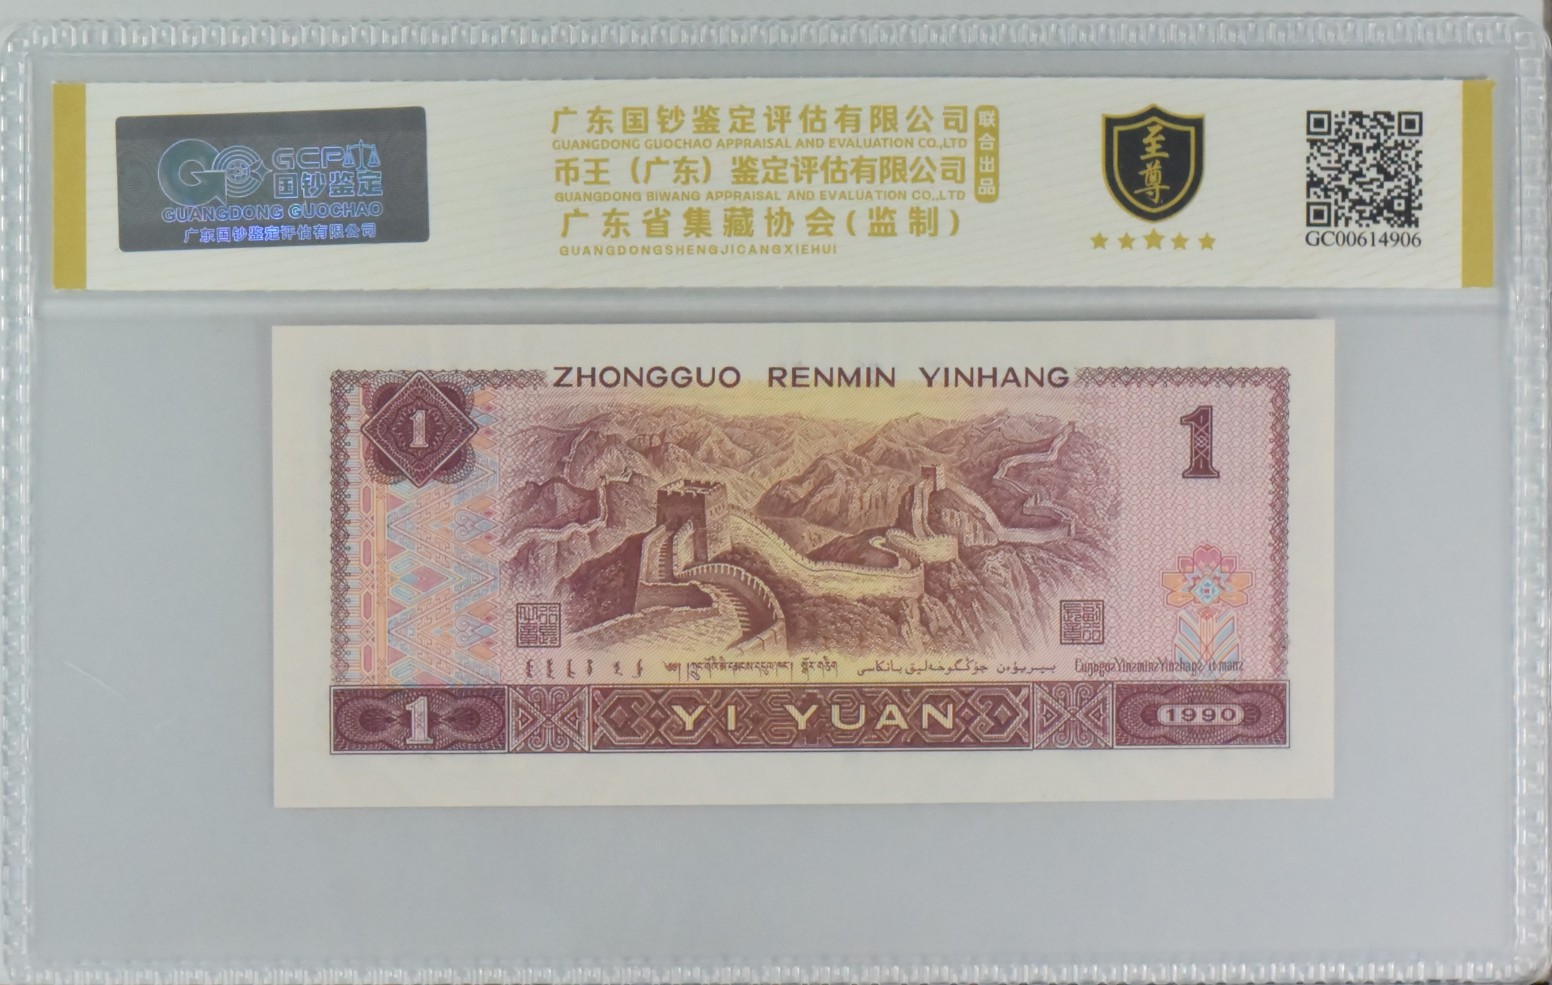 GCP
国钞鉴定
GUANGDONG GUOCHAO
广东国钞鉴定评估有限公司
广东国钞鉴定评估有限公司
GUANGDONG GUOCHAO APPRAISAL AND EVALUATION CO.,LTD
币王（广东）鉴定评估有限公司
GUANGDONG BIWANG APPRAISAL AND EVALUATION CO.,LTD
广东省集藏协会(监制)
GUANGDONGSHENGJICANGXIEHUI
联合出品
至尊
GC00614906
ZHONGGUO RENMIN YINHANG
1
1
1
YI YUAN
1990